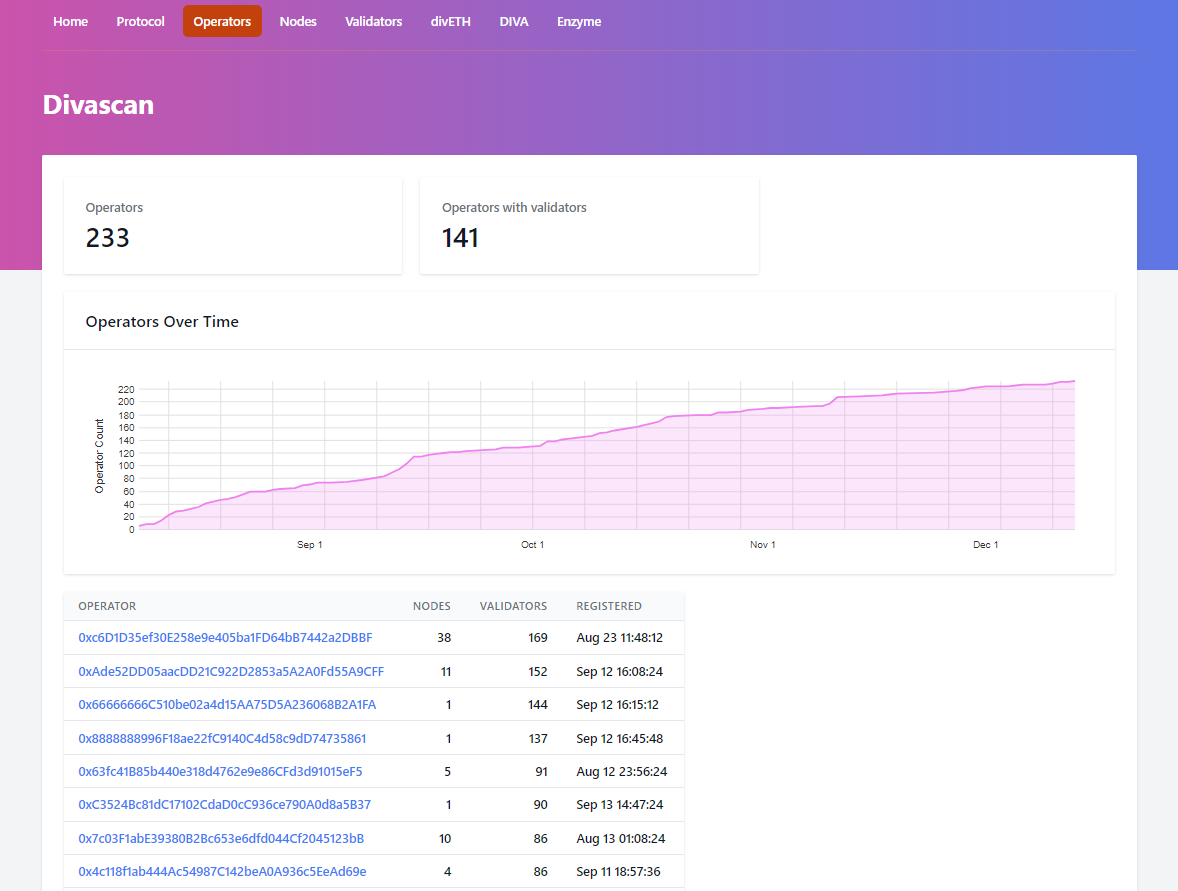 Home Protocol Operators Nodes Validators divETH DIVA Enzyme
Divascan
Operators Operators with validators
233 141
Operators Over Time
Operator Count
220
200
180
160
140
120
100
80
60
40
20
0
Sep 1 Oct 1 Nov 1 Dec 1
OPERATOR NODES VALIDATORS REGISTERED
0xc6D1D35ef30E258e9e405ba1FD64bB7442a2DBBF 38 169 Aug 23 11:48:12
0xAde52DD05aacDD21C922D2853a5A2A0Fd55A9CFF 11 152 Sep 12 16:08:24
0x66666666C510be02a4d15AA75D5A236068B2A1FA 1 144 Sep 12 16:15:12
0x8888888996F18ae22fC9140C4d58c9dD74735861 1 137 Sep 12 16:45:48
0x63fc41B85b440e318d4762e9e86CFd3d91015eF5 5 91 Aug 12 23:56:24
0xC3524Bc81dC17102CdaD0cC936ce790A0d8a5B37 1 90 Sep 13 14:47:24
0x7c03F1abE39380B2Bc653e6dfd044Cf2045123bB 10 86 Aug 13 01:08:24
0x4c118f1ab444Ac54987C142beA0A936c5EeAd69e 4 86 Sep 11 18:57:36